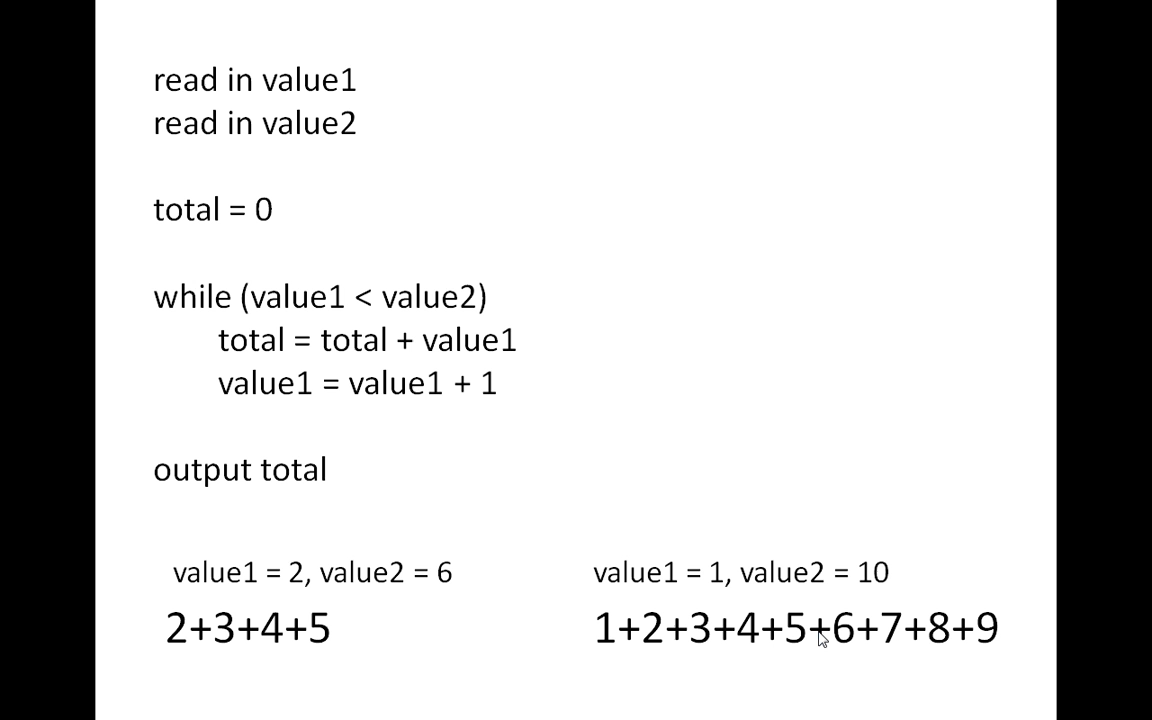 read in value1
read in value2
total = 0
while (value1 < value2)
total = total + value1
value1 = value1 + 1
output total
value1 = 2, value2 = 6
2+3+4+5
value1 = 1, value2 = 10
1+2+3+4+5+6+7+8+9